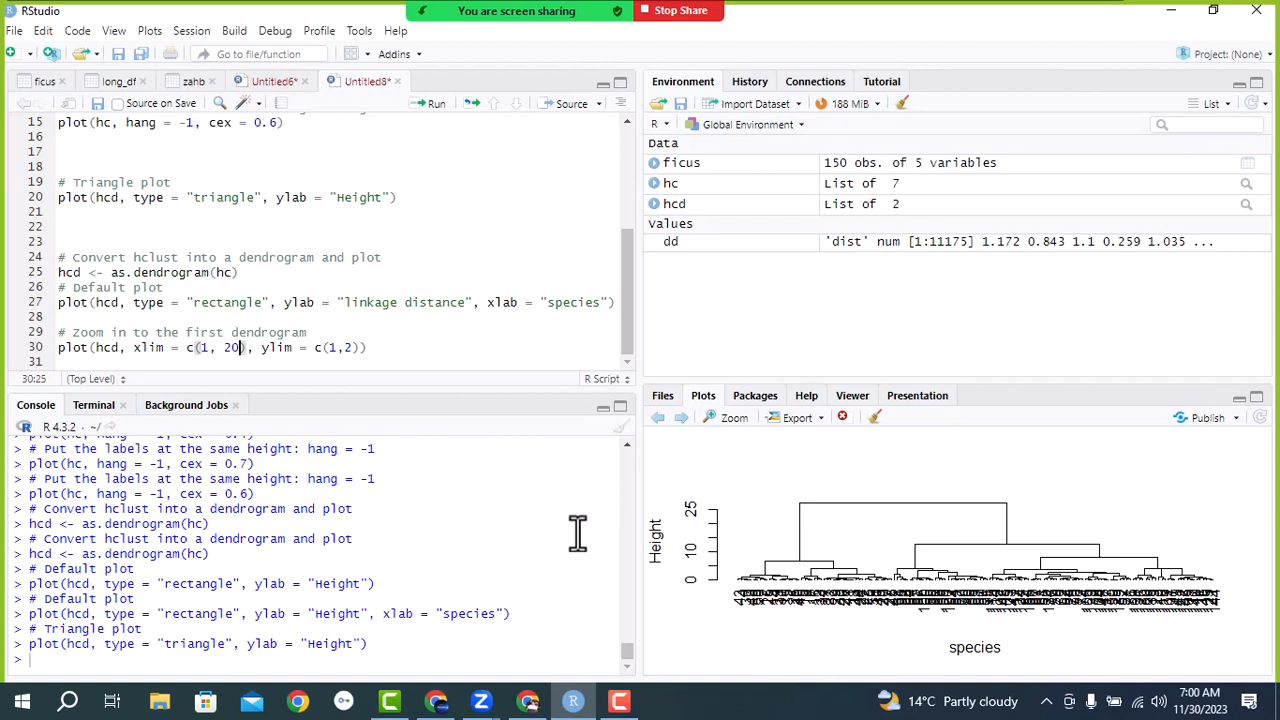 RStudio
You are screen sharing
Stop Share
File Edit Code View Plots Session Build Debug Profile Tools Help
Go to file/function
Addins
Project: (None)
ficus
long_df
zahb
Untitled6*
Untitled8*
Source on Save
Run
Source
15 plot(hc, hang = -1, cex = 0.6)
16
17
18
19 # Triangle plot
20 plot(hcd, type = "triangle", ylab = "Height")
21
22
23
24 # Convert hclust into a dendrogram and plot
25 hcd <- as.dendrogram(hc)
26 # Default plot
27 plot(hcd, type = "rectangle", ylab = "linkage distance", xlab = "species")
28
29 # Zoom in to the first dendrogram
30 plot(hcd, xlim = c(1, 20), ylim = c(1,2))
31
30:25 (Top Level) R Script
Console Terminal Background Jobs
R 4.3.2 · ~/
> # Put the labels at the same height: hang = -1
> plot(hc, hang = -1, cex = 0.7)
> # Put the labels at the same height: hang = -1
> plot(hc, hang = -1, cex = 0.6)
> # Convert hclust into a dendrogram and plot
> hcd <- as.dendrogram(hc)
> # Convert hclust into a dendrogram and plot
> hcd <- as.dendrogram(hc)
> # Default plot
> plot(hcd, type = "rectangle", ylab = "Height")
> # Default plot
> plot(hcd, type = "rectangle", ylab = "Height", xlab = "species")
> # Triangle plot
> plot(hcd, type = "triangle", ylab = "Height")
>
Environment History Connections Tutorial
Import Dataset 188 MiB List
R Global Environment
Data
ficus 150 obs. of 5 variables
hc List of 7
hcd List of 2
Values
dd 'dist' num [1:11175] 1.172 0.843 1.1 0.259 1.035 ...
Files Plots Packages Help Viewer Presentation
Zoom Export Publish
Height
25
10
0
species
14°C Partly cloudy
7:00 AM
11/30/2023